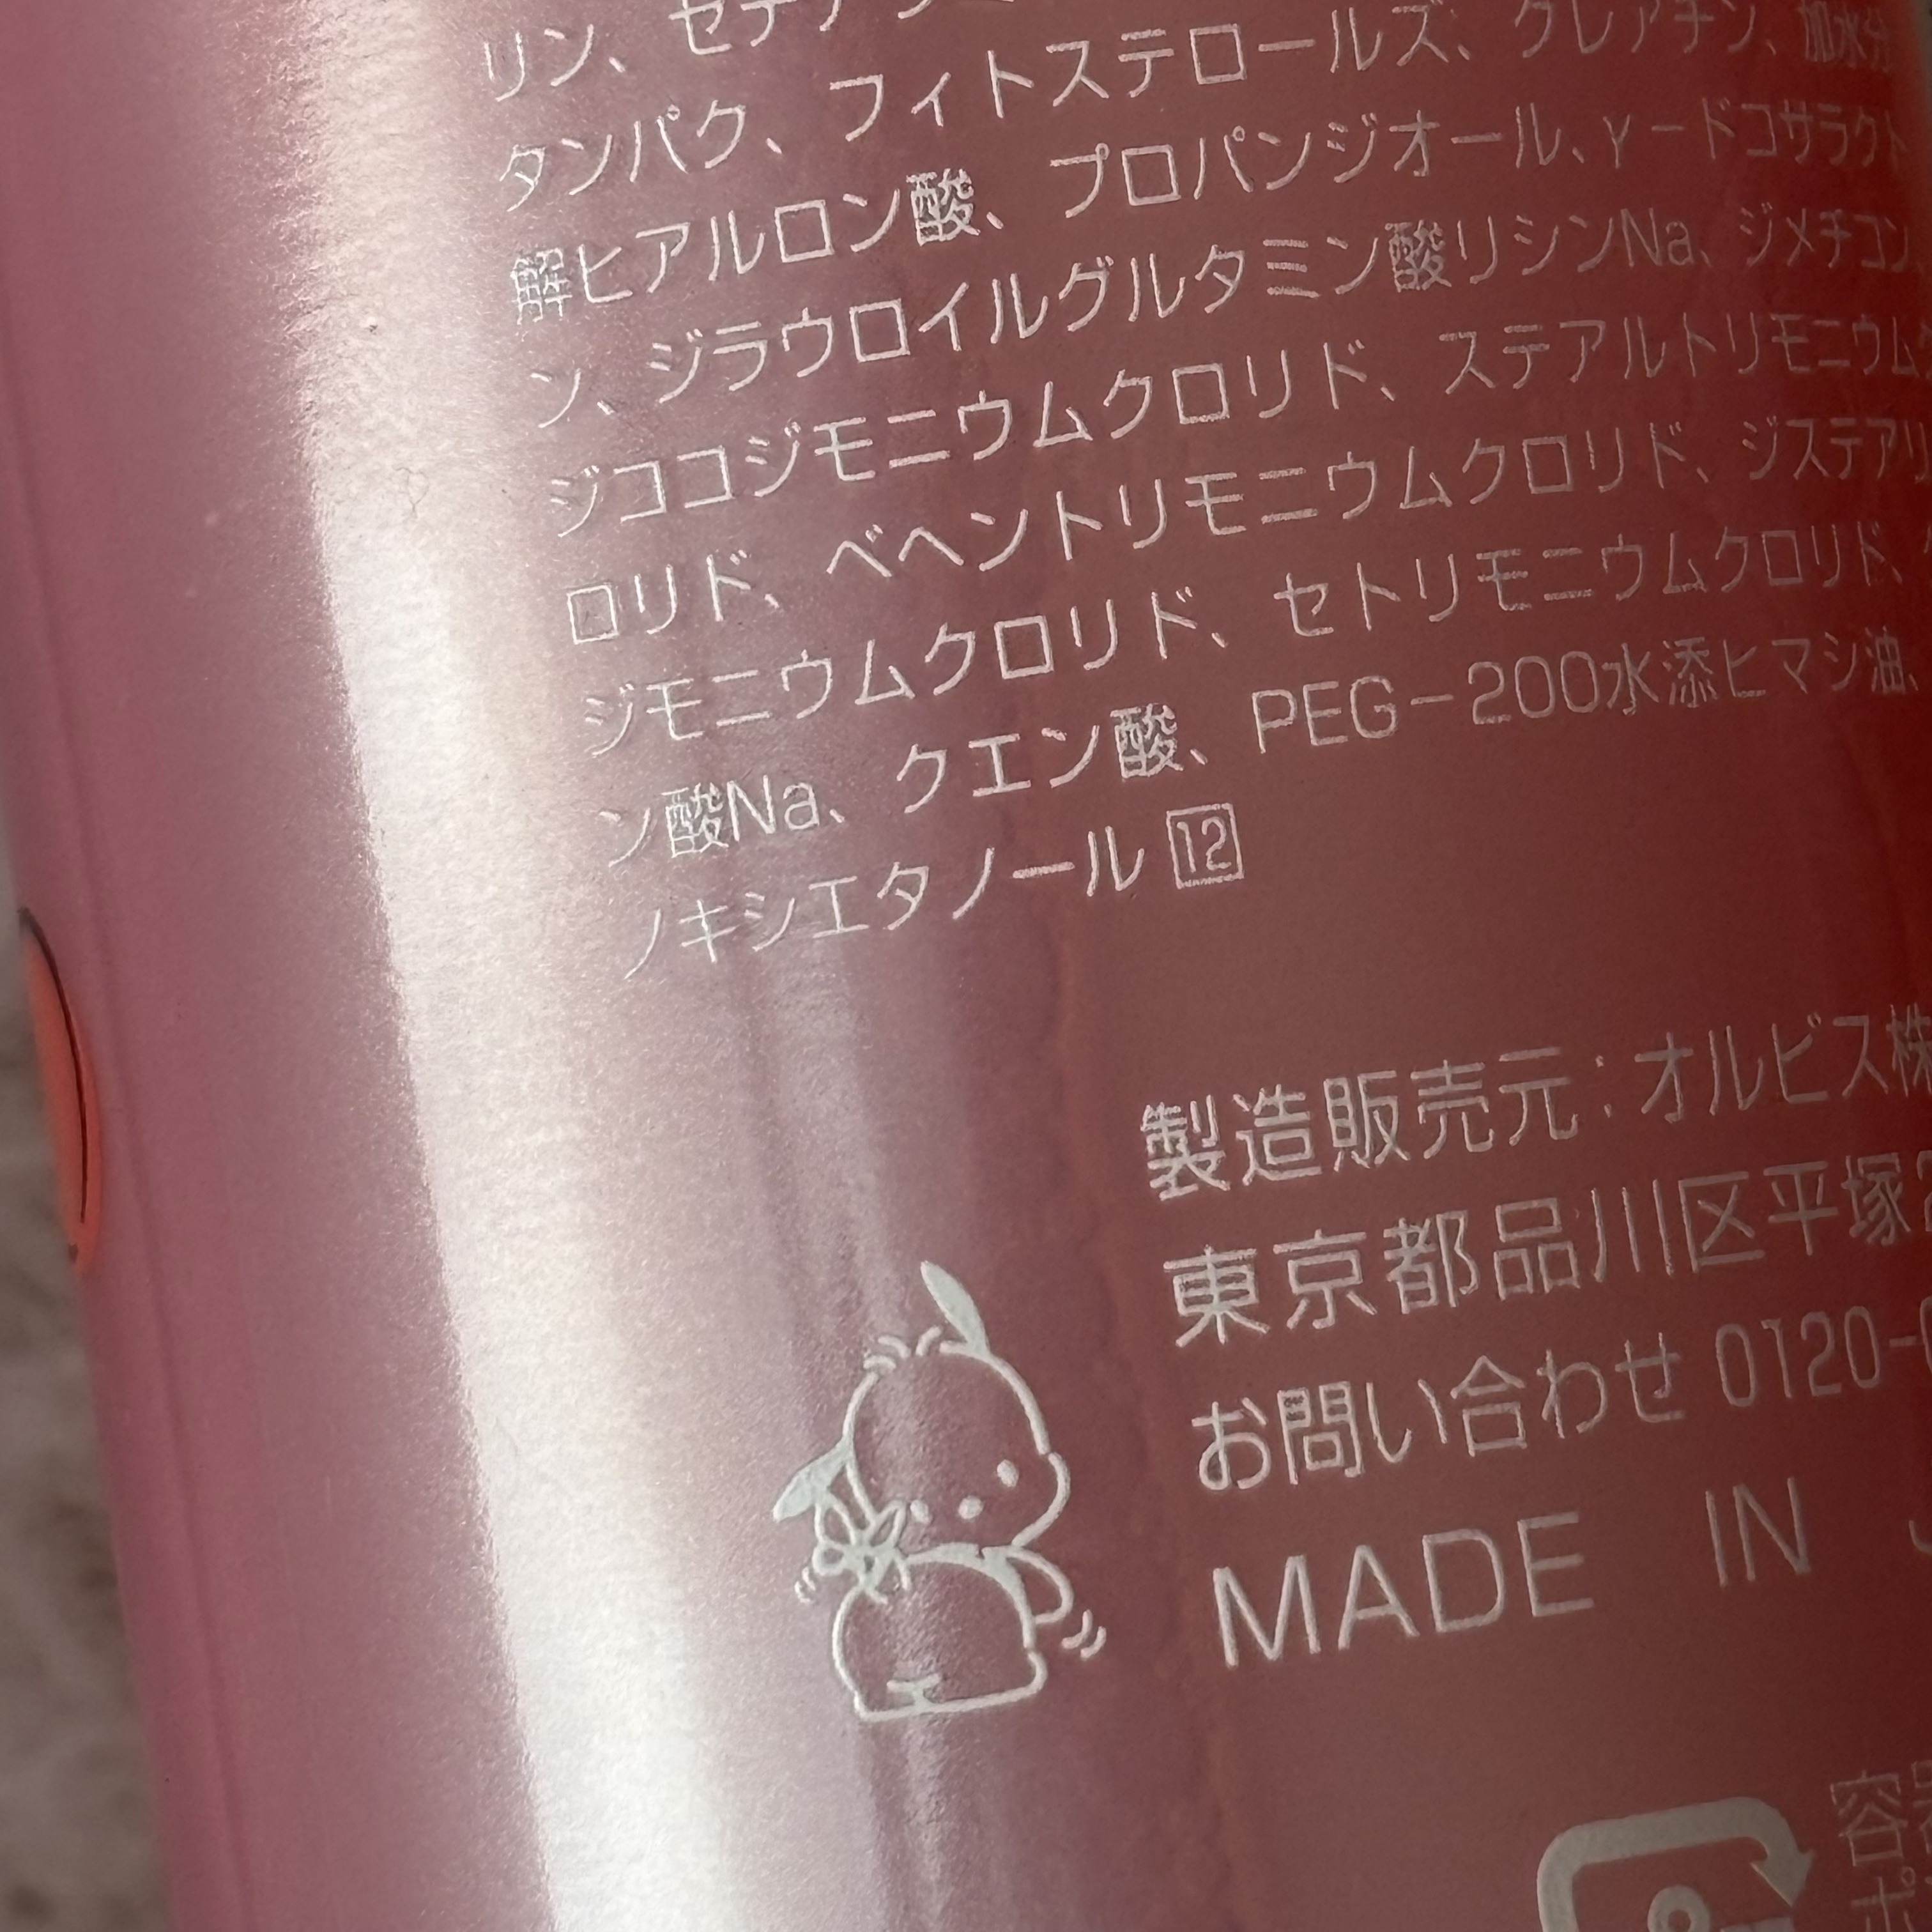 リン、セテア
タンパク、フィトステロールズ、クレアチン、加水分
解ヒアルロン酸、プロパンジオール、γードコサラクト
ン、ジラウロイルグルタミン酸リシンNa、ジメチコン、
ジココジモニウムクロリド、ステアルトリモニウムク
ロリド、ベヘントリモニウムクロリド、ジステアリ
ジモニウムクロリド、セトリモニウムクロリド、
ン酸Na、クエン酸、PEG－200水添ヒマシ油、
ノキシエタノール 12
製造販売元：オルビス株
東京都品川区平塚
お問い合わせ 0120-
MADE IN
容器
ポ